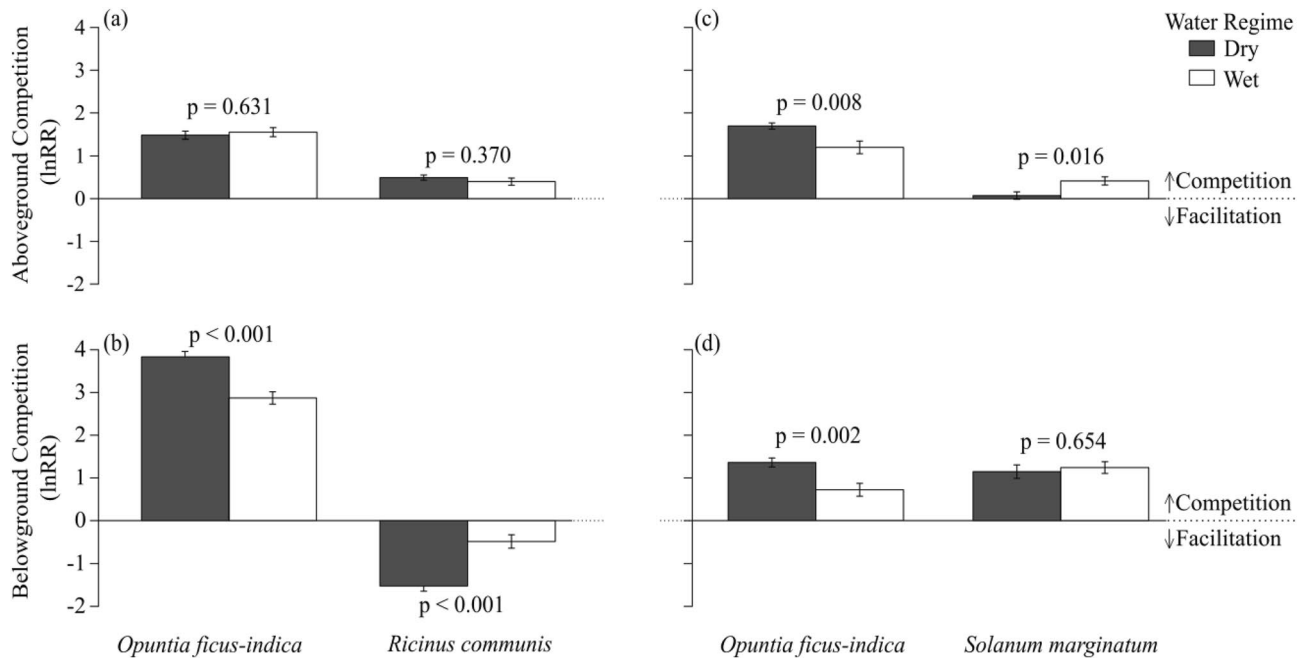 (a)
Aboveground Competition
(lnRR)
4
3
2
1
0
-1
-2
p = 0.631
p = 0.370
(c)
p = 0.008
p = 0.016
Water Regime
Dry
Wet
↑Competition
↓Facilitation
(b)
Belowground Competition
(lnRR)
4
3
2
1
0
-1
-2
p < 0.001
p < 0.001
Opuntia ficus-indica
Ricinus communis
(d)
p = 0.002
p = 0.654
↑Competition
↓Facilitation
Opuntia ficus-indica
Solanum marginatum